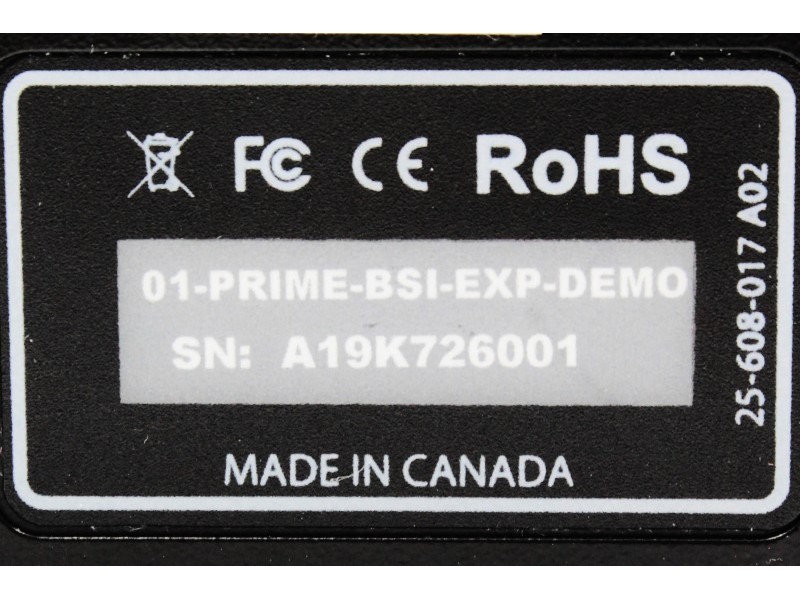 FC CE RoHS
01-PRIME-BSI-EXP-DEMO
SN: A19K726001
MADE IN CANADA
25-608-017 A02